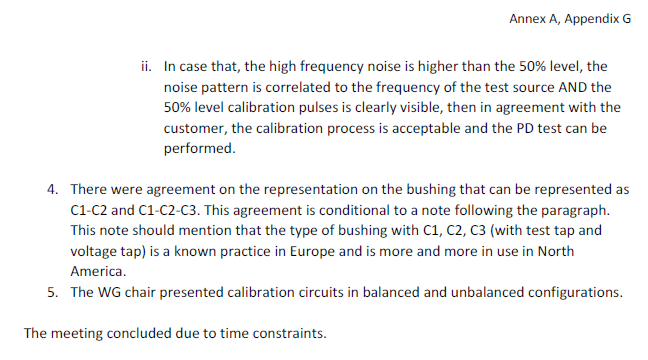 Annex A, Appendix G
ii. In case that, the high frequency noise is higher than the 50% level, the
noise pattern is correlated to the frequency of the test source AND the
50% level calibration pulses is clearly visible, then in agreement with the
customer, the calibration process is acceptable and the PD test can be
performed.
4. There were agreement on the representation on the bushing that can be represented as
C1-C2 and C1-C2-C3. This agreement is conditional to a note following the paragraph.
This note should mention that the type of bushing with C1, C2, C3 (with test tap and
voltage tap) is a known practice in Europe and is more and more in use in North
America.
5. The WG chair presented calibration circuits in balanced and unbalanced configurations.
The meeting concluded due to time constraints.